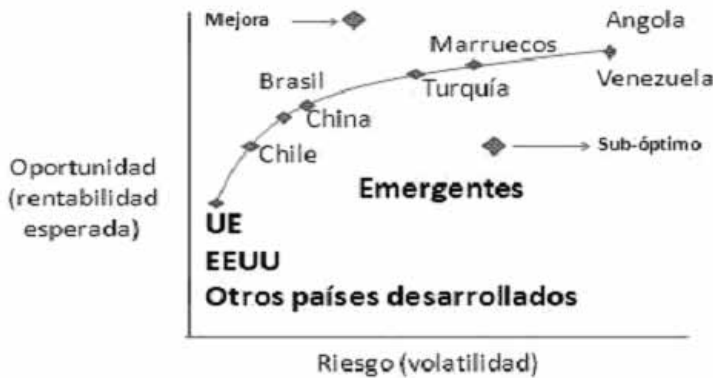 Mejora
Angola
Marruecos
Brasil
Turquía
Venezuela
China
Chile
Sub-óptimo
Oportunidad
(rentabilidad
esperada)
Emergentes
UE
EEUU
Otros países desarrollados
Riesgo (volatilidad)